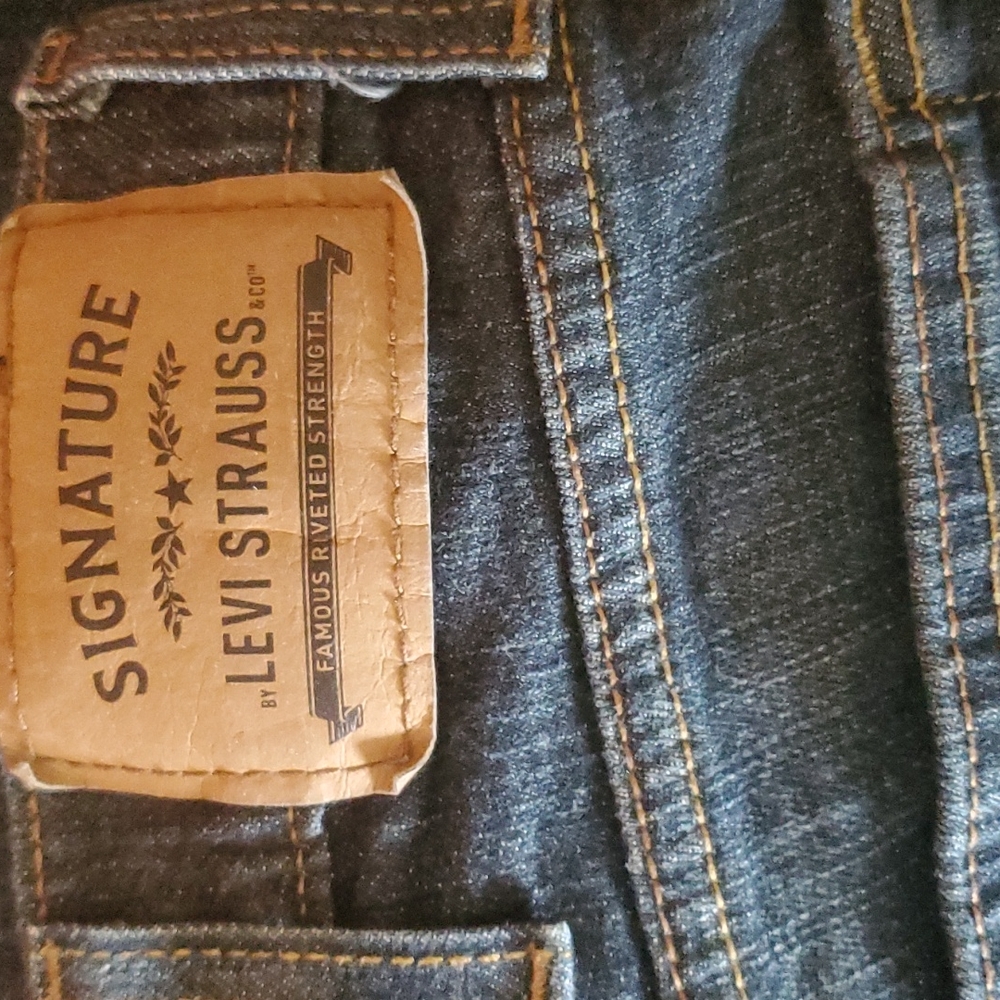 SIGNATURE
BY LEVI STRAUSS & CO™
FAMOUS RIVETED STRENGTH